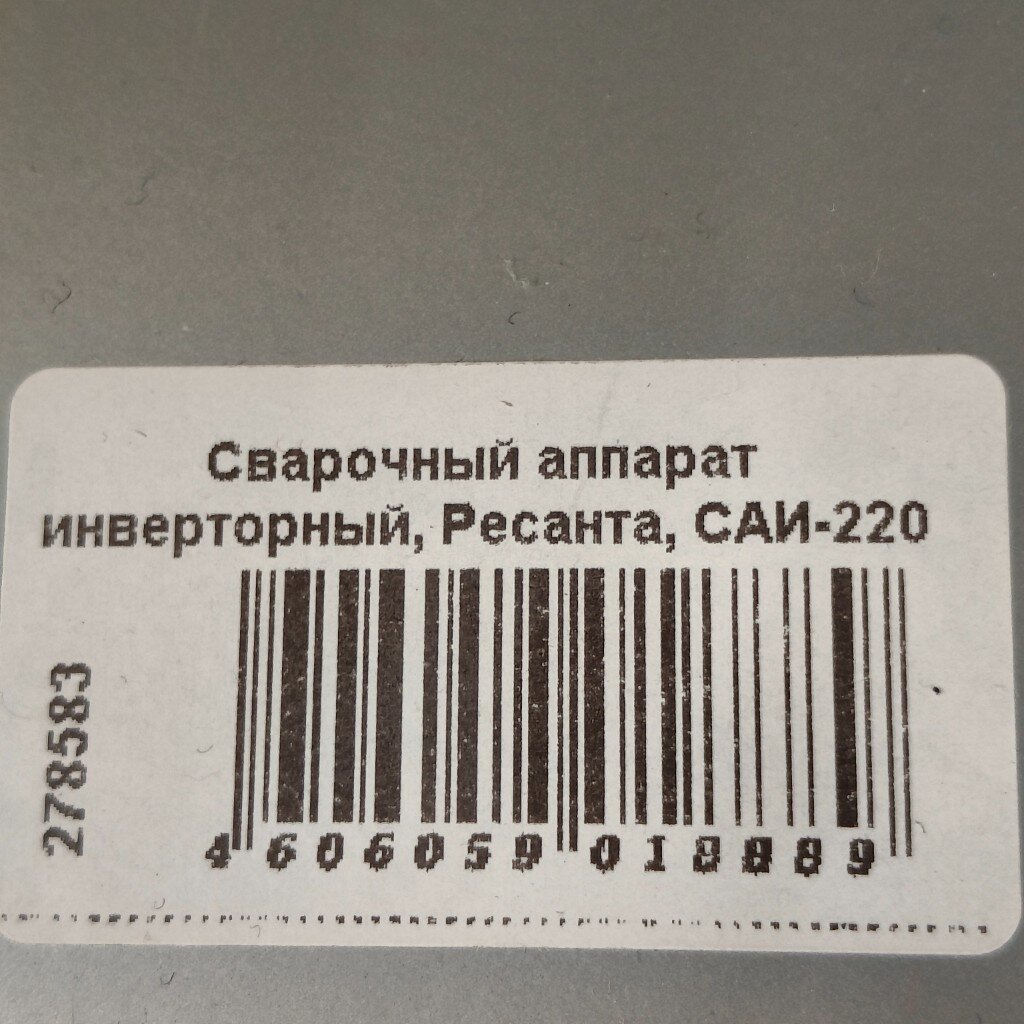 Сварочный аппарат
инверторный, Ресанта, САИ-220
278583
4 606059 018889